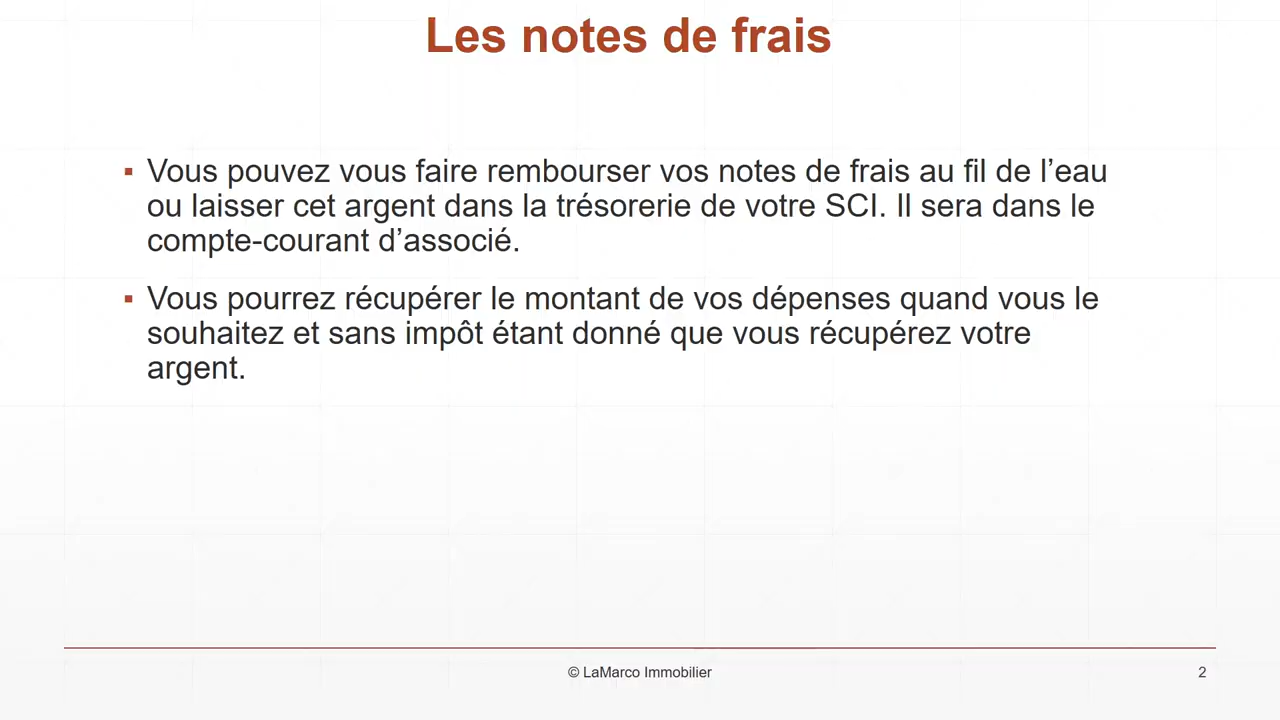 Les notes de frais
▪ Vous pouvez vous faire rembourser vos notes de frais au fil de l’eau
ou laisser cet argent dans la trésorerie de votre SCI. Il sera dans le
compte-courant d’associé.
▪ Vous pourrez récupérer le montant de vos dépenses quand vous le
souhaitez et sans impôt étant donné que vous récupérez votre
argent.
© LaMarco Immobilier
2